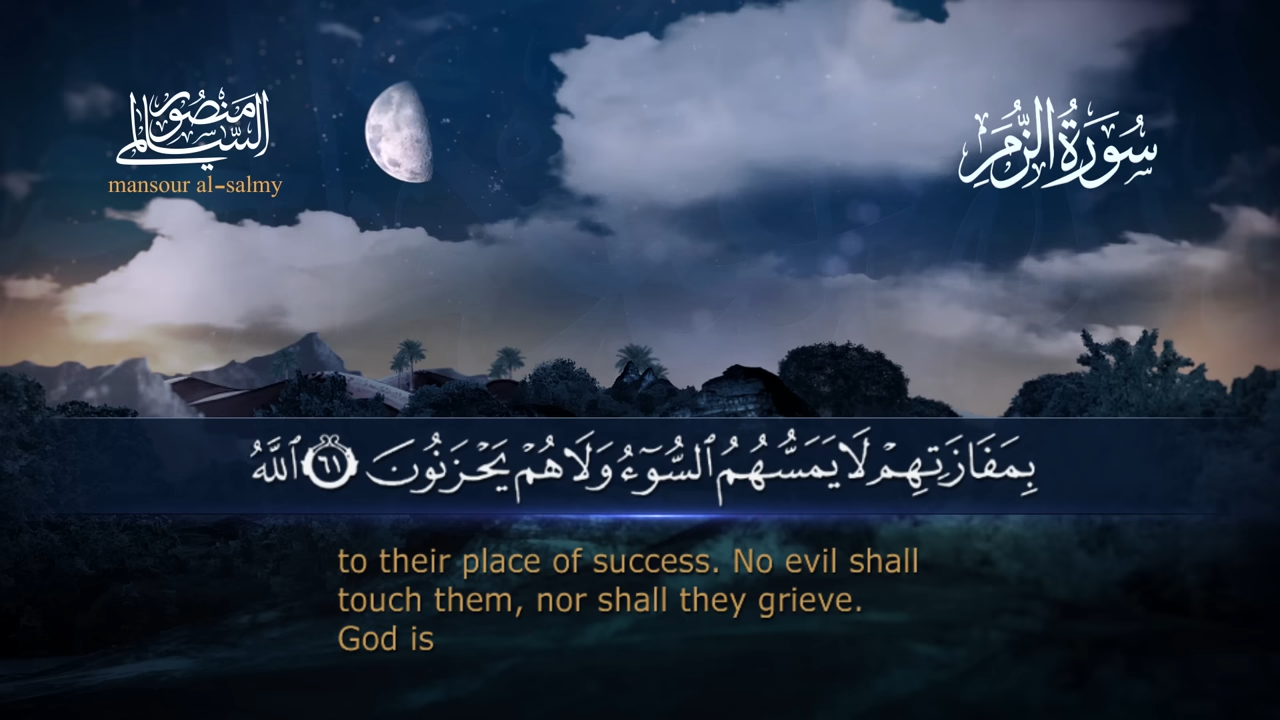 منصور السالمي
mansour al-salmy
سُورَةُ الزُّمَرِ
بِمَفَازَتِهِمْ لَا يَمَسُّهُمُ ٱلسُّوٓءُ وَلَا هُمْ يَحْزَنُونَ ٦١ ٱللَّهُ
to their place of success. No evil shall
touch them, nor shall they grieve.
God is